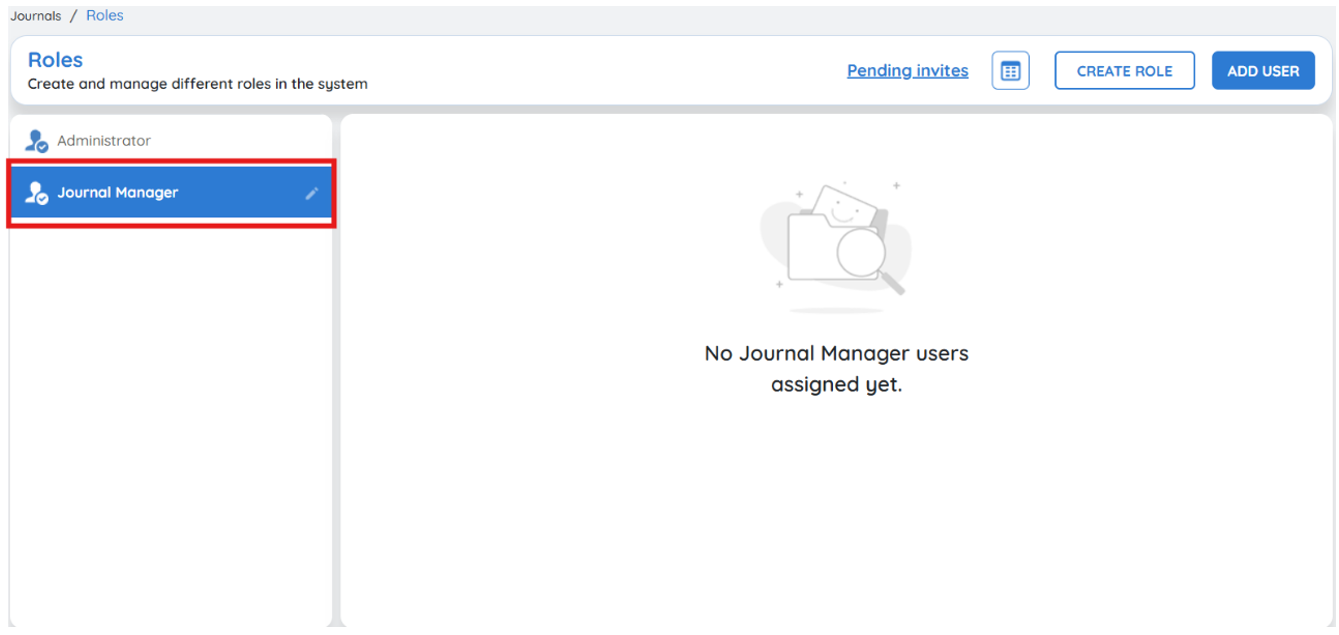 Journals / Roles
Roles
Create and manage different roles in the system
Pending invites
CREATE ROLE
ADD USER
Administrator
Journal Manager
No Journal Manager users
assigned yet.